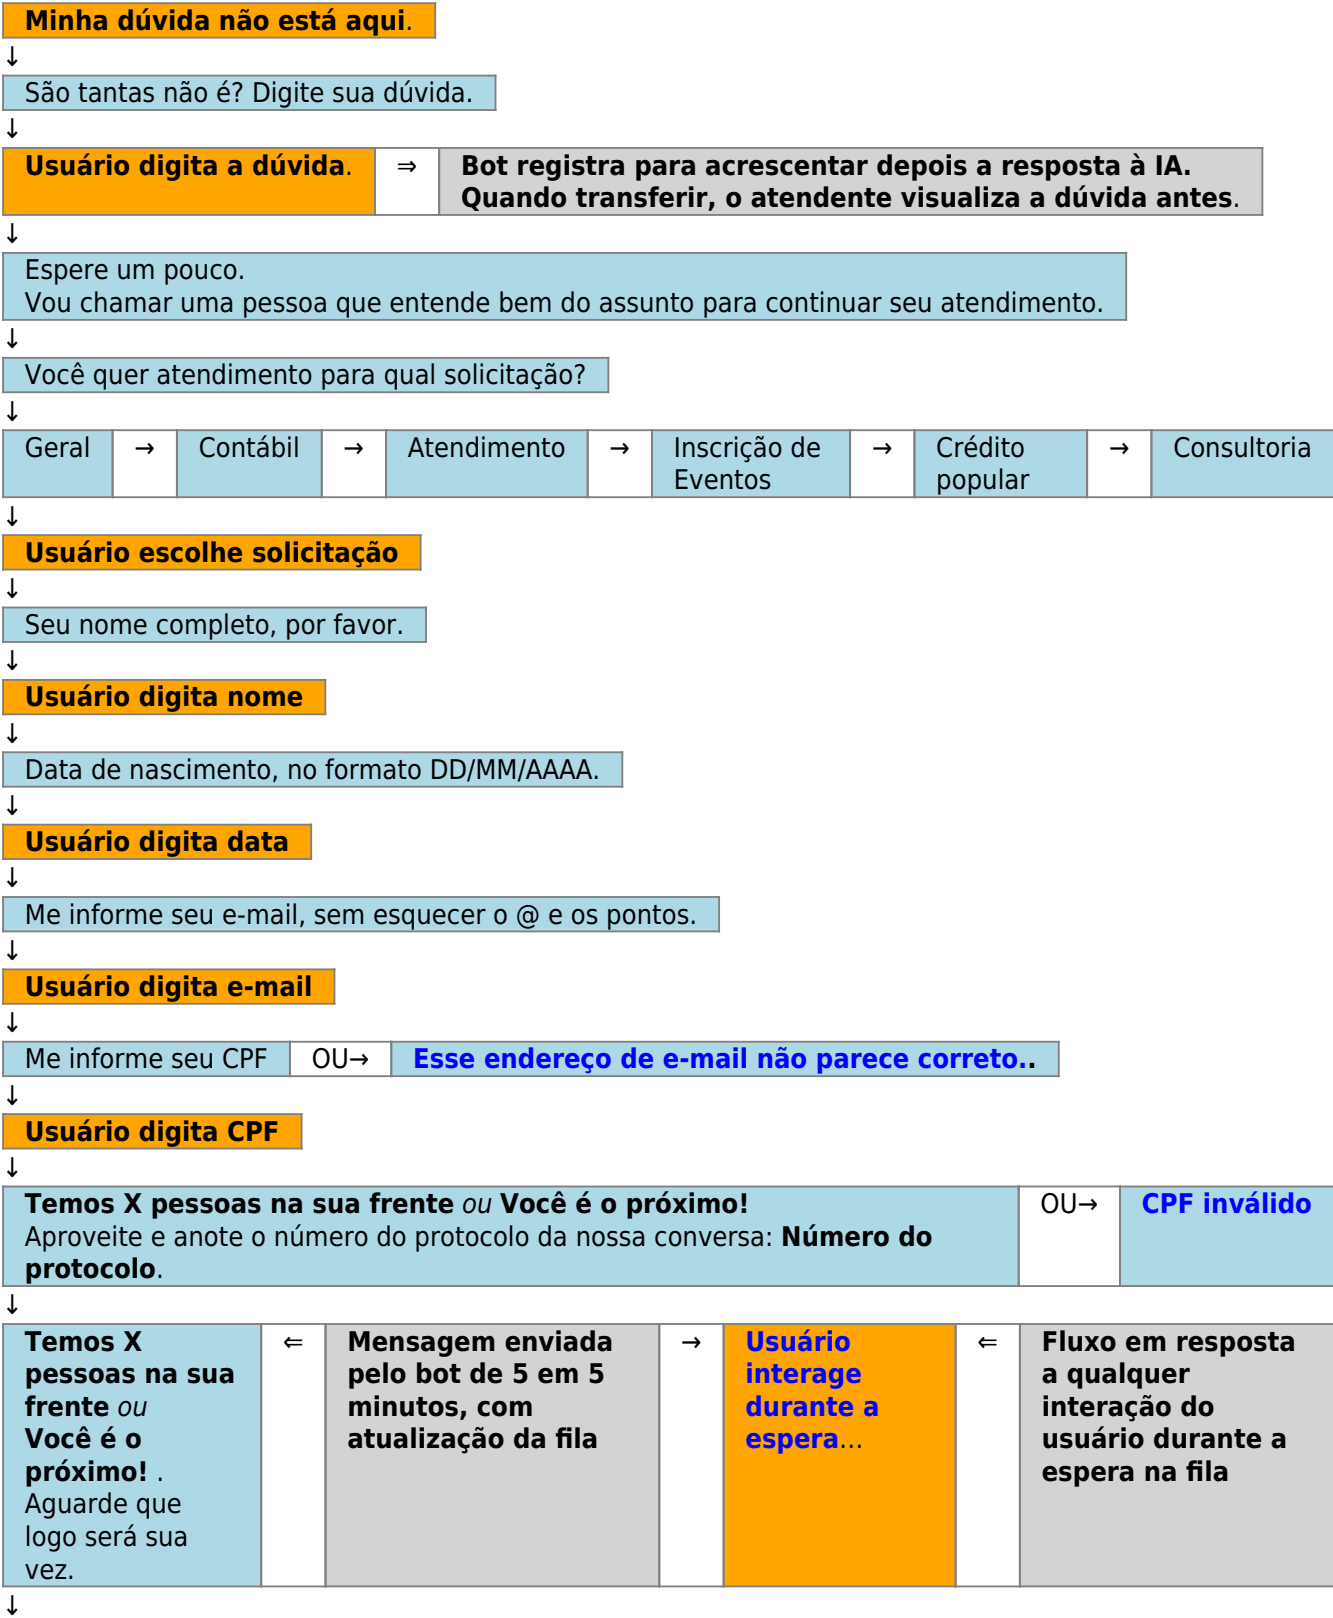 Minha dúvida não está aqui.
↓
São tantas não é? Digite sua dúvida.
↓
Usuário digita a dúvida. ⇒ Bot registra para acrescentar depois a resposta à IA.
Quando transferir, o atendente visualiza a dúvida antes.
↓
Espere um pouco.
Vou chamar uma pessoa que entende bem do assunto para continuar seu atendimento.
↓
Você quer atendimento para qual solicitação?
↓
Geral → Contábil → Atendimento → Inscrição de → Crédito → Consultoria
Eventos popular
↓
Usuário escolhe solicitação
↓
Seu nome completo, por favor.
↓
Usuário digita nome
↓
Data de nascimento, no formato DD/MM/AAAA.
↓
Usuário digita data
↓
Me informe seu e-mail, sem esquecer o @ e os pontos.
↓
Usuário digita e-mail
↓
Me informe seu CPF OU→ Esse endereço de e-mail não parece correto..
↓
Usuário digita CPF
↓
Temos X pessoas na sua frente ou Você é o próximo! OU→ CPF inválido
Aproveite e anote o número do protocolo da nossa conversa: Número do
protocolo.
↓
Temos X ⇐ Mensagem enviada → Usuário ⇐ Fluxo em resposta
pessoas na sua pelo bot de 5 em 5 interage a qualquer
frente ou minutos, com durante a interação do
Você é o atualização da fila espera... usuário durante a
próximo! . espera na fila
Aguarde que
logo será sua
vez.
↓